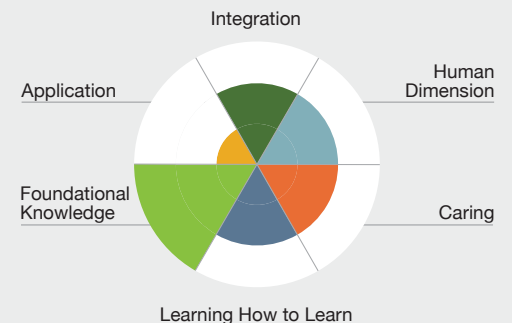 Integration
Application
Human
Dimension
Foundational
Knowledge
Caring
Learning How to Learn